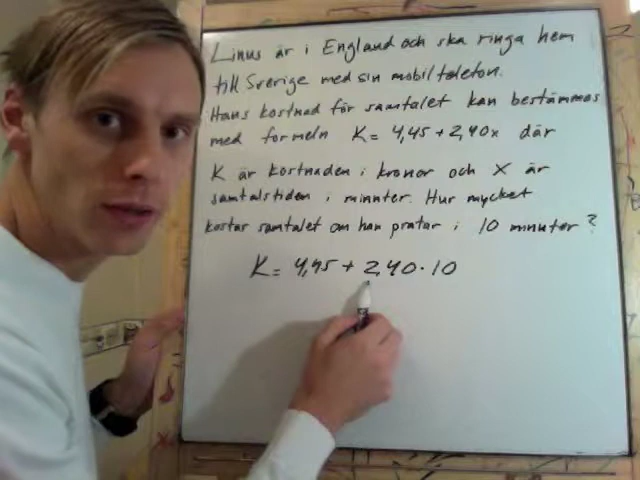 Linus är i England och ska ringa hem
till Sverige med sin mobiltelefon.
Hans kostnad för samtalet kan bestämmas
med formeln K = 4,45 + 2,40x där
K är kostnaden i kronor och X är
samtalstiden i minuter. Hur mycket
kostar samtalet om han pratar i 10 minuter?
K = 4,45 + 2,40 · 10